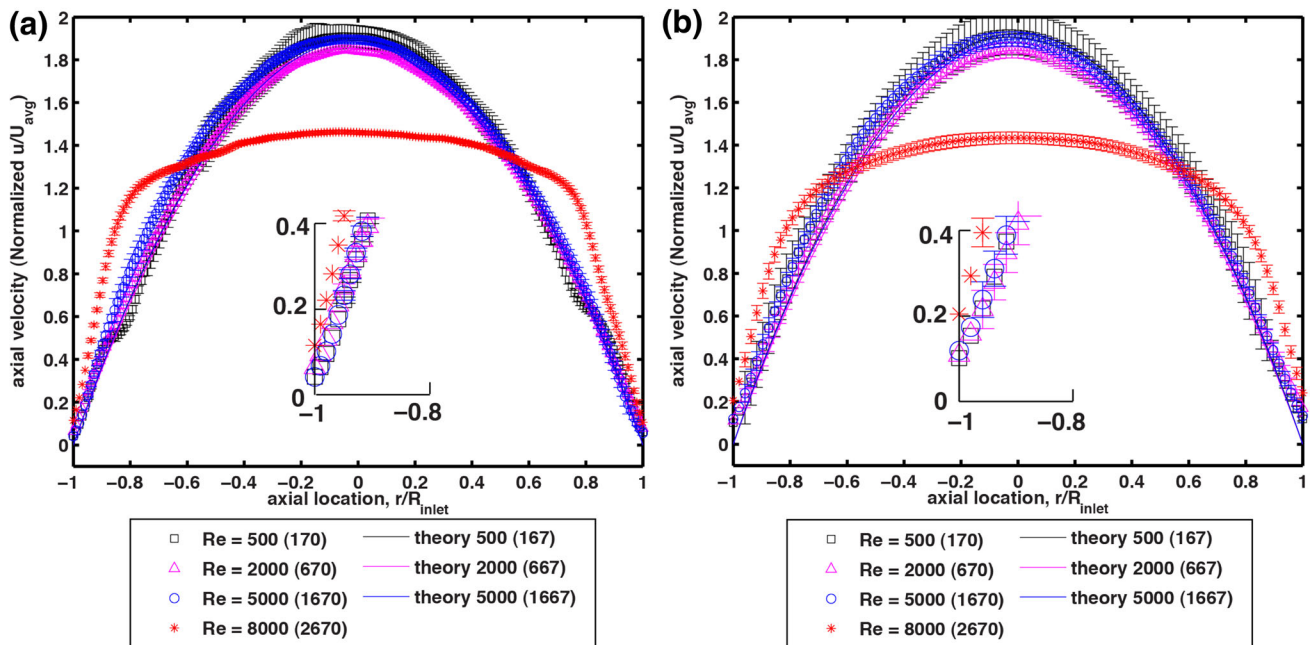 (a)
axial velocity (Normalized u/Uavg)
2
1.8
1.6
1.4
1.2
1
0.8
0.6
0.4
0.2
0
0.4
0.2
0
−1
−0.8
−1 −0.8 −0.6 −0.4 −0.2 0 0.2 0.4 0.6 0.8 1
axial location, r/Rinlet
Re = 500 (170) theory 500 (167)
Re = 2000 (670) theory 2000 (667)
Re = 5000 (1670) theory 5000 (1667)
Re = 8000 (2670)
(b)
axial velocity (Normalized u/Uavg)
2
1.8
1.6
1.4
1.2
1
0.8
0.6
0.4
0.2
0
0.4
0.2
0
−1
−0.8
−1 −0.8 −0.6 −0.4 −0.2 0 0.2 0.4 0.6 0.8 1
axial location, r/Rinlet
Re = 500 (170) theory 500 (167)
Re = 2000 (670) theory 2000 (667)
Re = 5000 (1670) theory 5000 (1667)
Re = 8000 (2670)